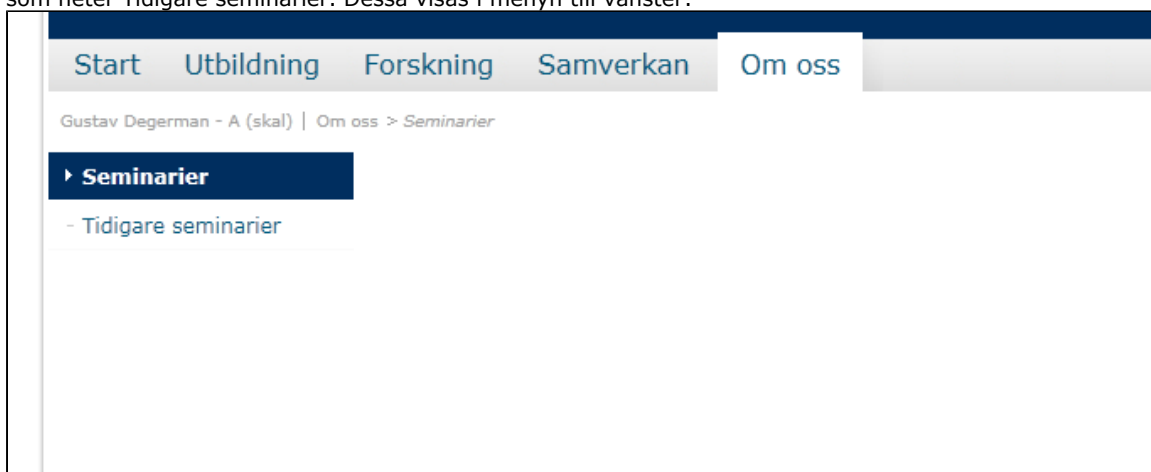 som heter Tidigare seminarier. Dessa visas i menyn till vänster.
Start Utbildning Forskning Samverkan Om oss
Gustav Degerman - A (skal) | Om oss > Seminarier
Seminarier
- Tidigare seminarier